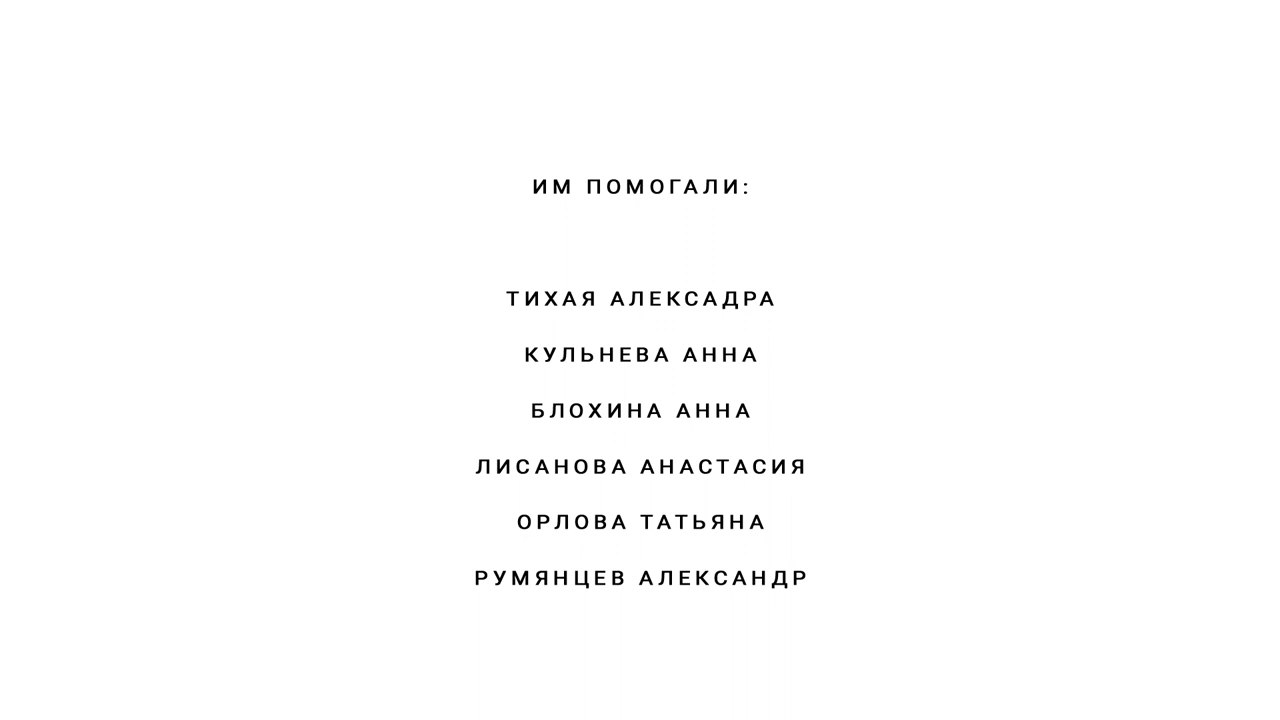 ИМ ПОМОГАЛИ:
ТИХАЯ АЛЕКСАДРА
КУЛЬНЕВА АННА
БЛОХИНА АННА
ЛИСАНОВА АНАСТАСИЯ
ОРЛОВА ТАТЬЯНА
РУМЯНЦЕВ АЛЕКСАНДР